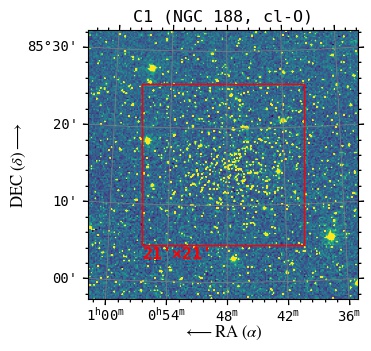 C1 (NGC 188, cl-O)
85°30'
20'
10'
00'
DEC (δ) ⟶
21'×21'
1ʰ00ᵐ 0ʰ54ᵐ 48ᵐ 42ᵐ 36ᵐ
⟵ RA (α)